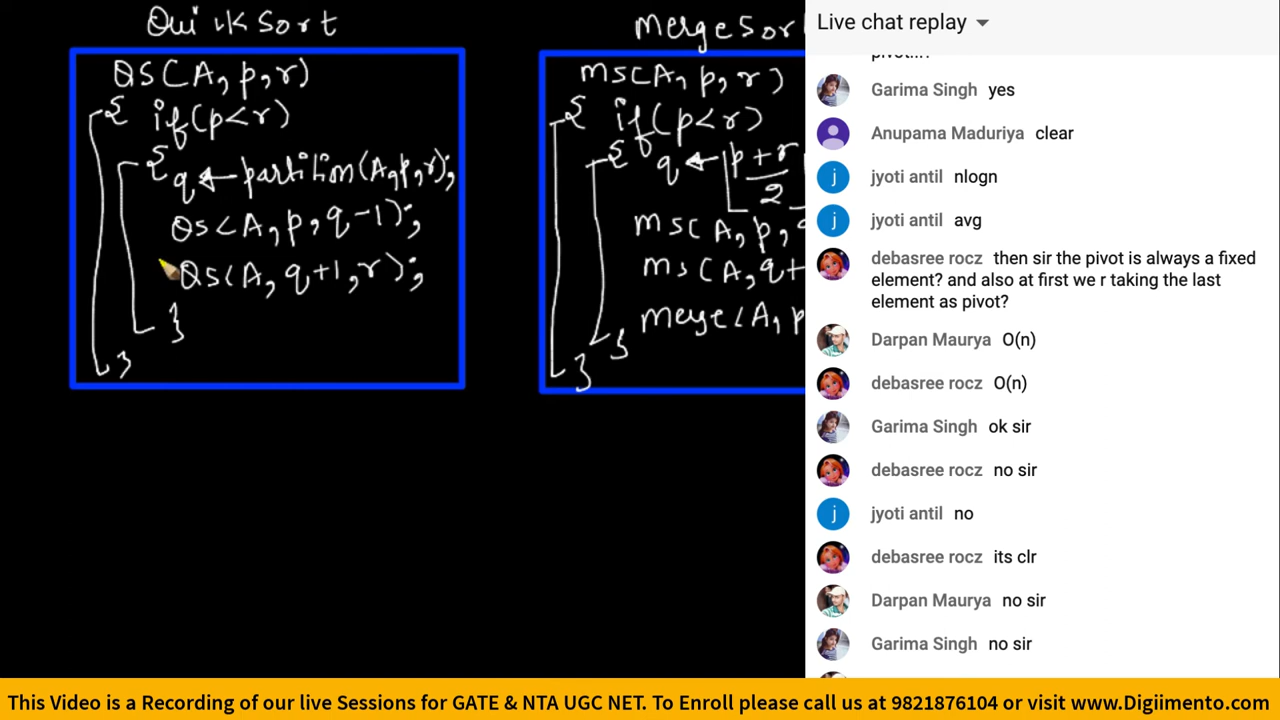 Quick Sort
QS(A, p, r)
{ if(p<r)
{ q ← partition(A,p,r);
QS(A, p, q-1);
QS(A, q+1, r);
}
}
Merge Sor
MS(A, p, r)
{ if(p<r)
{ q ← ⌊p+r
2
MS(A, p, q
MS(A, q+
Merge(A, p
}
}
Live chat replay
pivot...?
Garima Singh yes
Anupama Maduriya clear
j jyoti antil nlogn
j jyoti antil avg
debasree rocz then sir the pivot is always a fixed
element? and also at first we r taking the last
element as pivot?
Darpan Maurya O(n)
debasree rocz O(n)
Garima Singh ok sir
debasree rocz no sir
j jyoti antil no
debasree rocz its clr
Darpan Maurya no sir
Garima Singh no sir
This Video is a Recording of our live Sessions for GATE & NTA UGC NET. To Enroll please call us at 9821876104 or visit www.Digiimento.com